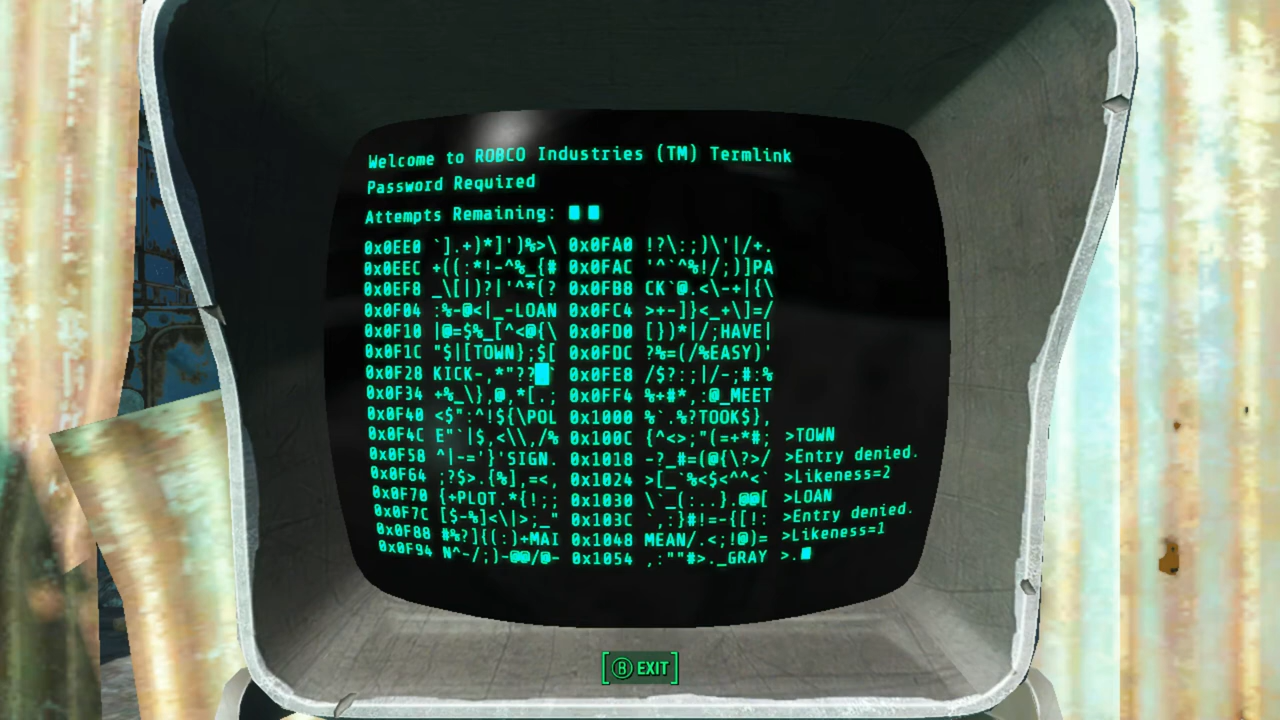 Welcome to ROBCO Industries (TM) Termlink
Password Required
Attempts Remaining: ■ ■
0x0EE0 `].+)*]')%>\ 0x0FA0 !?\:;)\'|/+.
0x0EEC +((:*!-^%_{# 0x0FAC '^`^%!/;)]PA
0x0EF8 _\[|)?|'^*(? 0x0FB8 CK`@.<\-+|{\
0x0F04 :%-@<|_-LOAN 0x0FC4 >+-]}<_+\]=/
0x0F10 |@=$%_[^<@{\ 0x0FD0 [})*|/;HAVE|
0x0F1C "$|[TOWN};$[ 0x0FDC ?%=(/%EASY)'
0x0F28 KICK-,*"??■` 0x0FE8 /$?:;|/-;#:%
0x0F34 +%_\},@,*[.; 0x0FF4 %+#*,:@_MEET
0x0F40 <$":^!${\POL 0x1000 %`.%?TOOK$},
0x0F4C E"`|$,<\\,/% 0x100C {^<>;"(=+*#; >TOWN
0x0F58 ^|-='}'SIGN. 0x1018 -?_#=(@{\?>/ >Entry denied.
0x0F64 ;?$>.{%],=<, 0x1024 >[_`%<$<^^<` >Likeness=2
0x0F70 {+PLOT.*{!;; 0x1030 \`_(:..}.@@[ >LOAN
0x0F7C [$-%]<\|>;_" 0x103C `,:}#!=-{[!: >Entry denied.
0x0F88 #%?]{(:)+MAI 0x1048 MEAN/.<;!@)= >Likeness=1
0x0F94 N^-/;)-@@/@- 0x1054 ,:""#>._GRAY >.■
[Ⓑ EXIT]